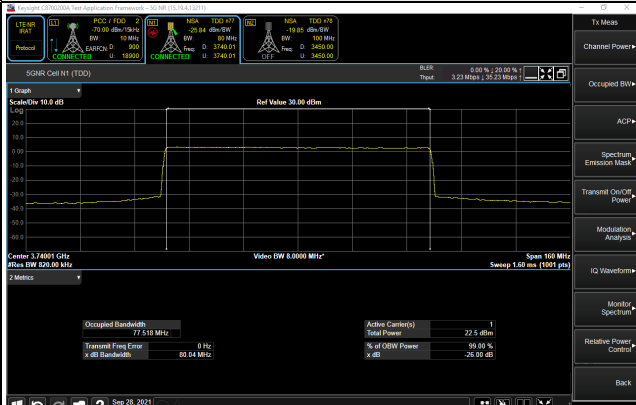 Keysight C8700200A Test Application Framework - 5G-NR (15.19.4.13211)
LTE-NR IRAT
Protocol
L1 PCC / FDD 2
-70.00 dBm/15kHz
BW: 10 MHz
EARFCN D: 900
CONNECTED U: 18900
N1 NSA TDD n77
-25.84 dBm/BW
BW: 80 MHz
Freq: D: 3740.01
CONNECTED U: 3740.01
N2 NSA TDD n78
-19.85 dBm/BW
BW: 100 MHz
Freq: D: 3450.00
OFF U: 3450.00
5GNR Cell N1 (TDD)
BLER: 0.00 % ↓ 20.00 % ↑
Thput: 3.23 Mbps ↓ 35.23 Mbps ↑
1 Graph
Scale/Div 10.0 dB
Ref Value 30.00 dBm
Log
20.0
10.0
0.00
-10.0
-20.0
-30.0
-40.0
-50.0
-60.0
Center 3.74001 GHz
Video BW 8.0000 MHz*
Span 160 MHz
#Res BW 820.00 kHz
Sweep 1.60 ms (1001 pts)
2 Metrics
Occupied Bandwidth
77.518 MHz
Transmit Freq Error 0 Hz
x dB Bandwidth 80.04 MHz
Active Carrier(s) 1
Total Power 22.5 dBm
% of OBW Power 99.00 %
x dB -26.00 dB
Sep 28, 2021
Tx Meas
Channel Power
Occupied BW
ACP
Spectrum Emission Mask
Transmit On/Off Power
Modulation Analysis
IQ Waveform
Monitor Spectrum
Relative Power Control
Back